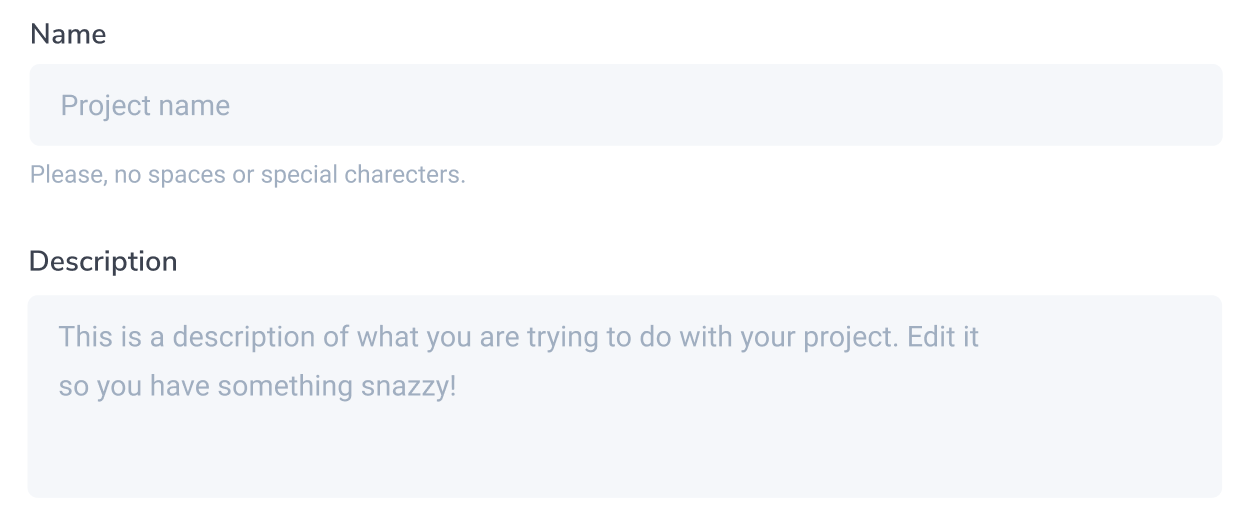 Name
Project name
Please, no spaces or special charecters.
Description
This is a description of what you are trying to do with your project. Edit it
so you have something snazzy!